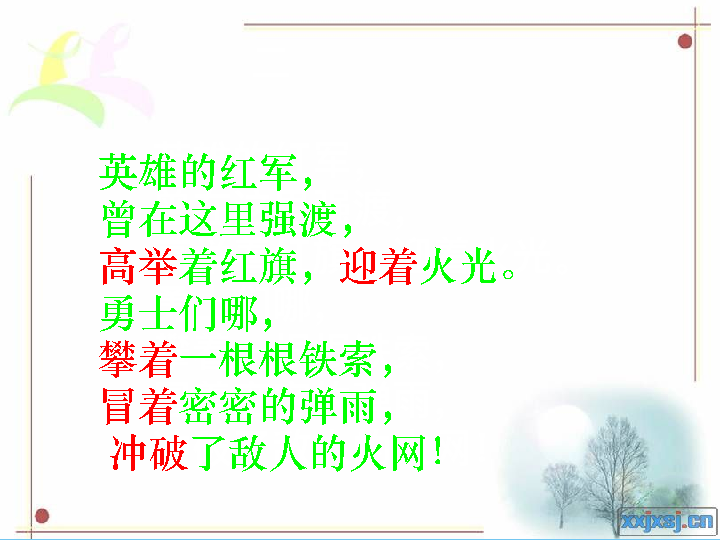 英雄的红军，
曾在这里强渡，
高举着红旗，迎着火光。
勇士们哪，
攀着一根根铁索，
冒着密密的弹雨，
冲破了敌人的火网！
xxjxsj.cn